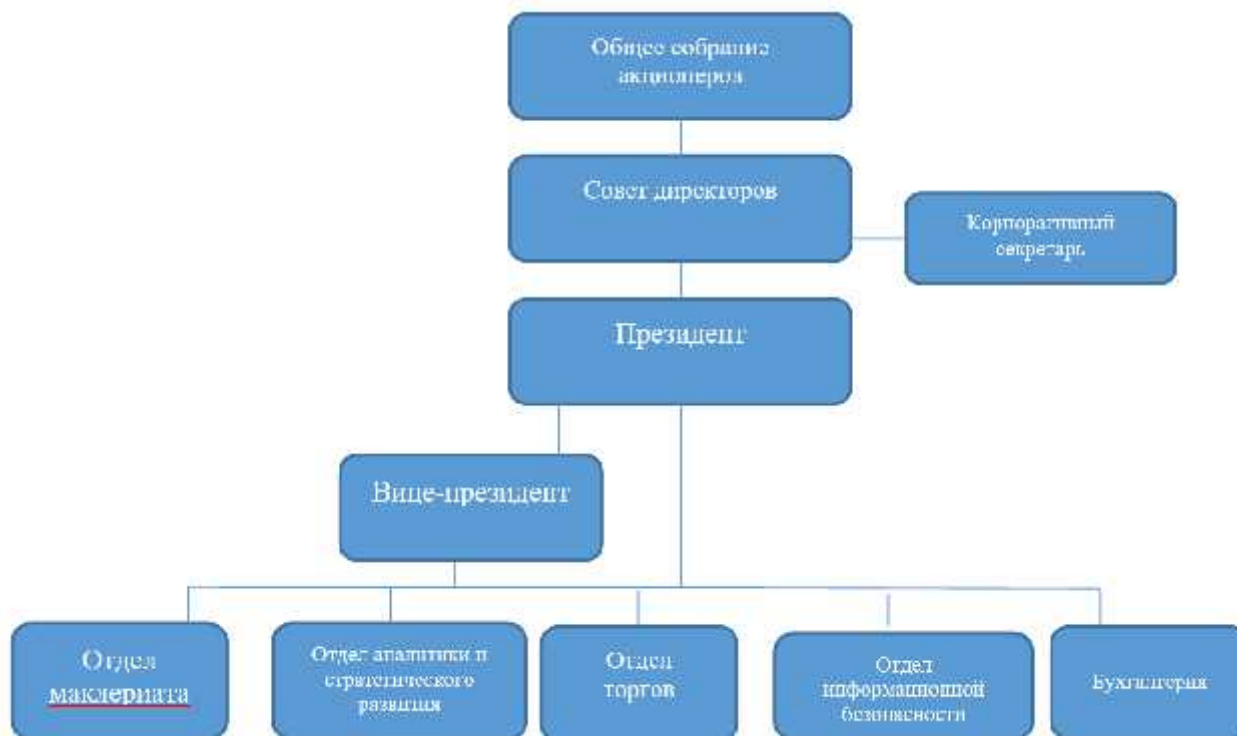 Общее собрание
акционеров
Совет директоров
Корпоративный
секретарь
Президент
Вице-президент
Отдел
маклериата
Отдел аналитики и
стратегического
развития
Отдел
торгов
Отдел
информационной
безопасности
Бухгалтерия